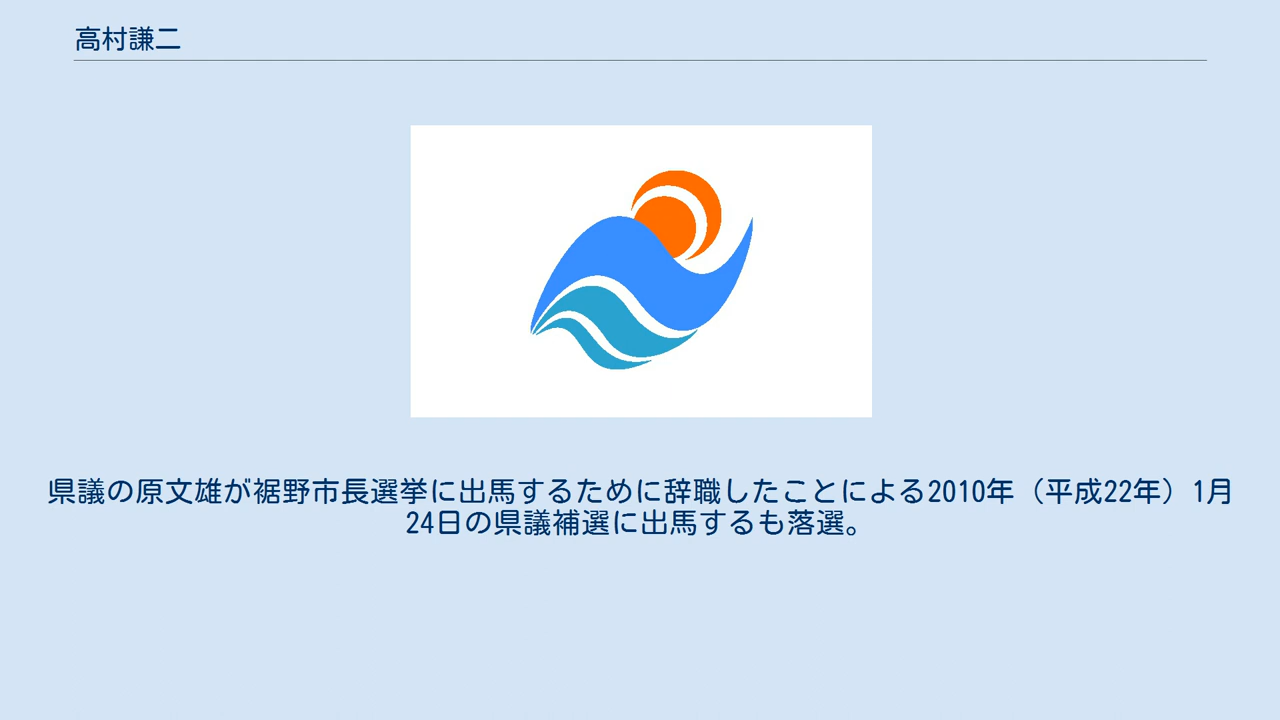 高村謙二
県議の原文雄が裾野市長選挙に出馬するために辞職したことによる2010年（平成22年）1月
24日の県議補選に出馬するも落選。